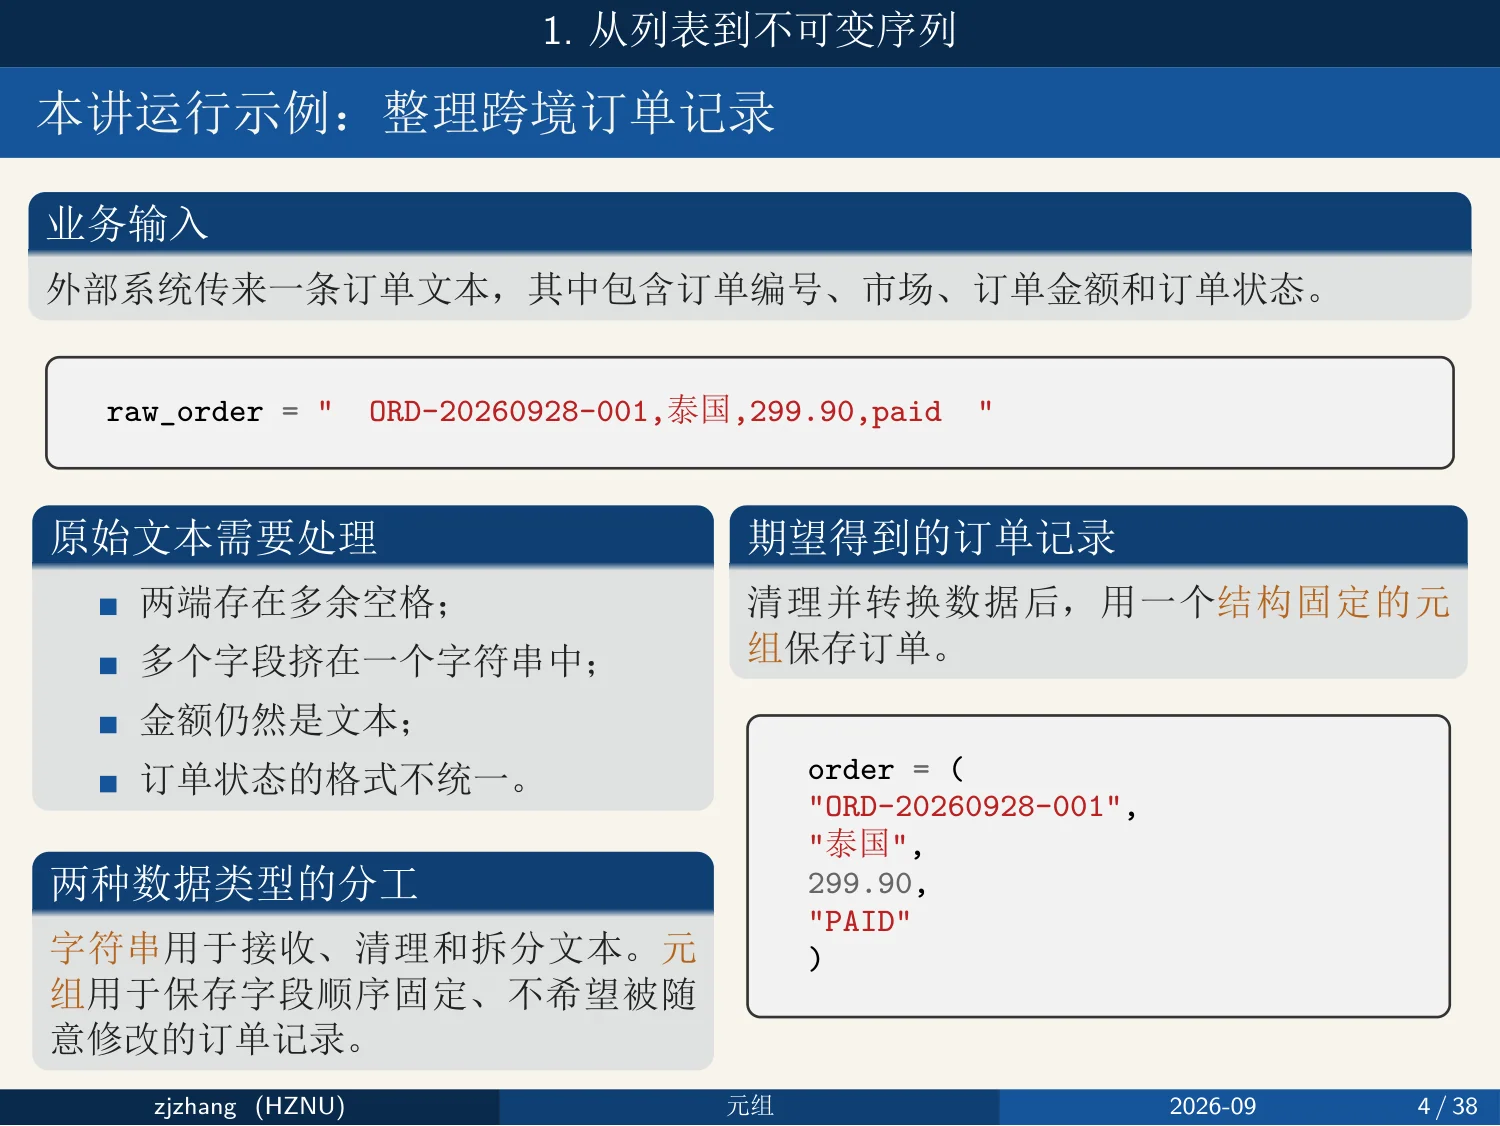 1. 从列表到不可变序列
本讲运行示例：整理跨境订单记录
业务输入
外部系统传来一条订单文本，其中包含订单编号、市场、订单金额和订单状态。
raw_order = "  ORD-20260928-001,泰国,299.90,paid  "
原始文本需要处理
两端存在多余空格；
多个字段挤在一个字符串中；
金额仍然是文本；
订单状态的格式不统一。
两种数据类型的分工
字符串用于接收、清理和拆分文本。元
组用于保存字段顺序固定、不希望被随
意修改的订单记录。
期望得到的订单记录
清理并转换数据后，用一个结构固定的元
组保存订单。
order = (
"ORD-20260928-001",
"泰国",
299.90,
"PAID"
)
zjzhang (HZNU)
元组
2026-09
4 / 38